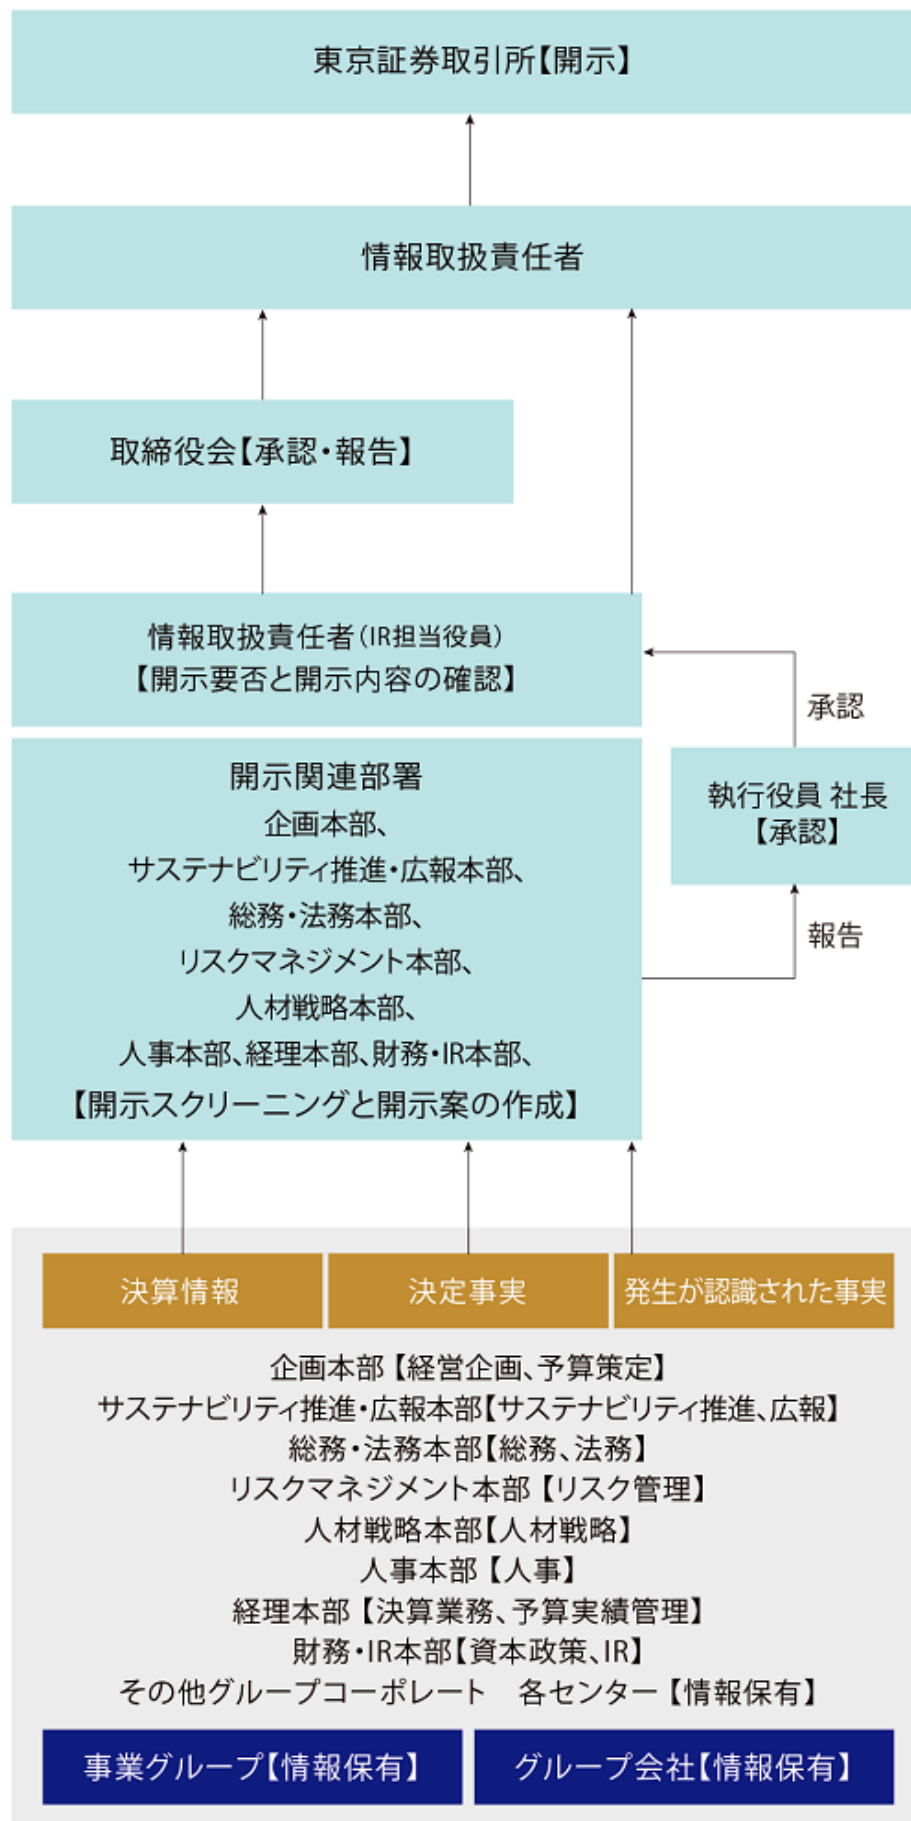 東京証券取引所【開示】
情報取扱責任者
取締役会【承認・報告】
情報取扱責任者（IR担当役員）
【開示要否と開示内容の確認】
承認
執行役員 社長
【承認】
報告
開示関連部署
企画本部、
サステナビリティ推進・広報本部、
総務・法務本部、
リスクマネジメント本部、
人材戦略本部、
人事本部、経理本部、財務・IR本部、
【開示スクリーニングと開示案の作成】
決算情報
決定事実
発生が認識された事実
企画本部【経営企画、予算策定】
サステナビリティ推進・広報本部【サステナビリティ推進、広報】
総務・法務本部【総務、法務】
リスクマネジメント本部【リスク管理】
人材戦略本部【人材戦略】
人事本部【人事】
経理本部【決算業務、予算実績管理】
財務・IR本部【資本政策、IR】
その他グループコーポレート　各センター【情報保有】
事業グループ【情報保有】
グループ会社【情報保有】